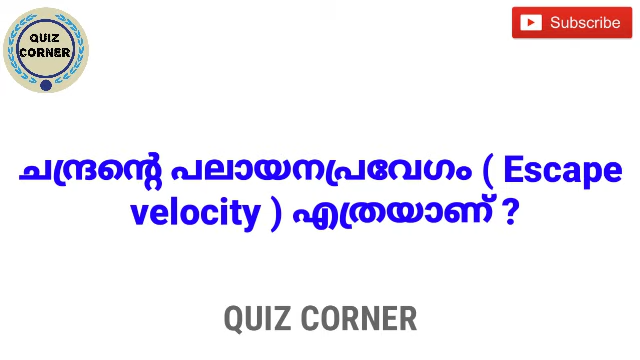 QUIZ
CORNER
Subscribe
ചന്ദ്രന്റെ പലായനപ്രവേഗം ( Escape
velocity ) എത്രയാണ് ?
QUIZ CORNER